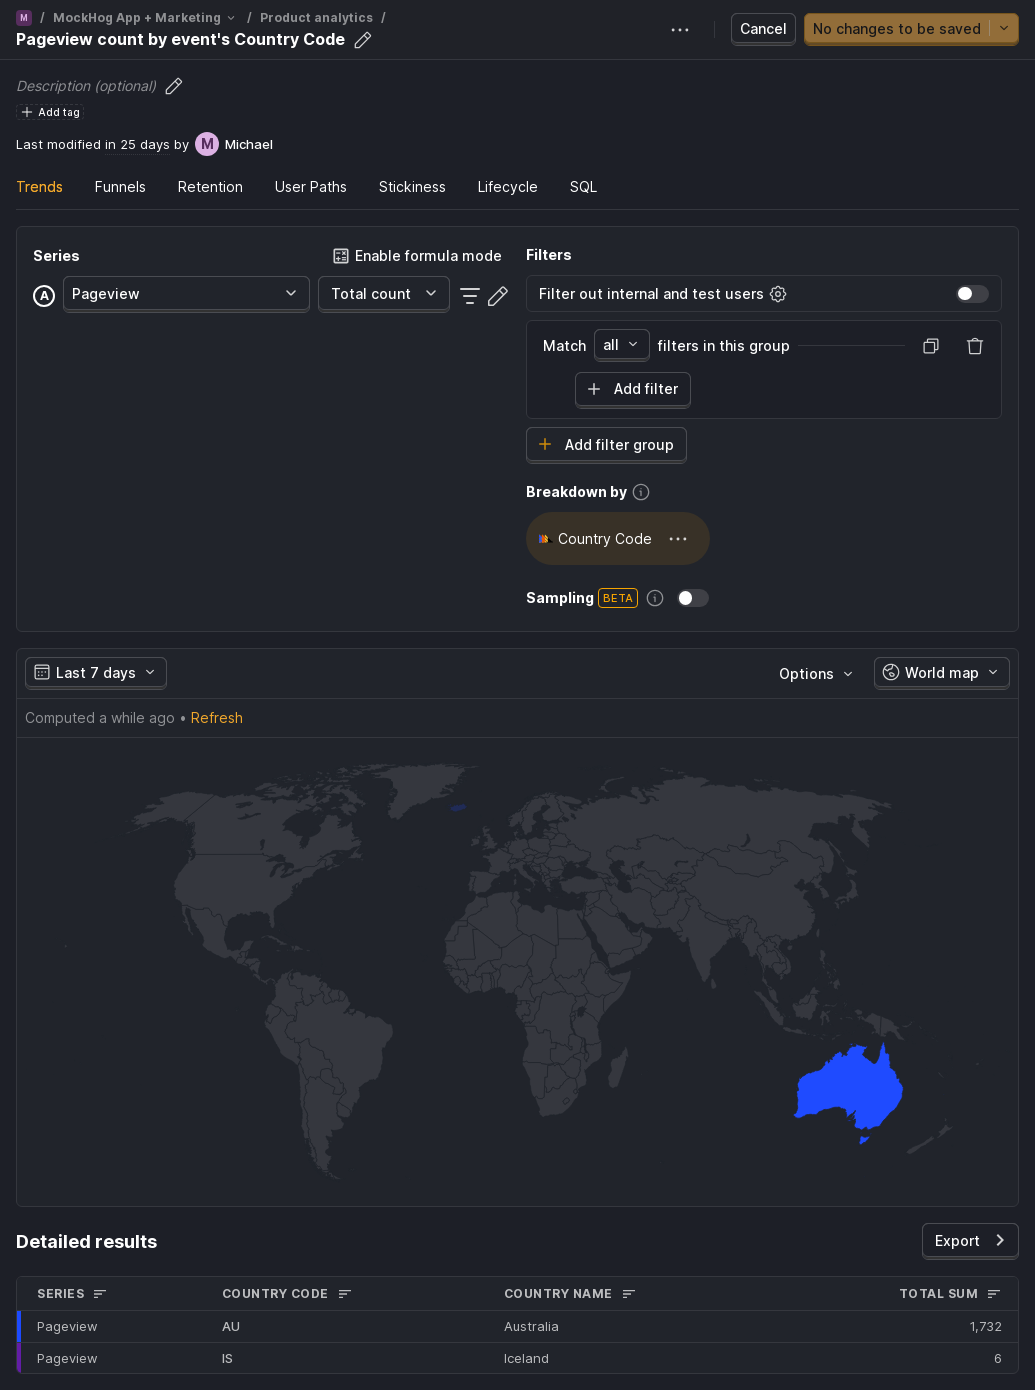 M / MockHog App + Marketing / Product analytics /
Pageview count by event's Country Code
Cancel
No changes to be saved
Description (optional)
Add tag
Last modified in 25 days by M Michael
Trends Funnels Retention User Paths Stickiness Lifecycle SQL
Series
Enable formula mode
A Pageview Total count
Filters
Filter out internal and test users
Match all filters in this group
Add filter
Add filter group
Breakdown by
Country Code
Sampling BETA
Last 7 days
Options
World map
Computed a while ago • Refresh
Detailed results
Export
SERIES COUNTRY CODE COUNTRY NAME TOTAL SUM
Pageview AU Australia 1,732
Pageview IS Iceland 6